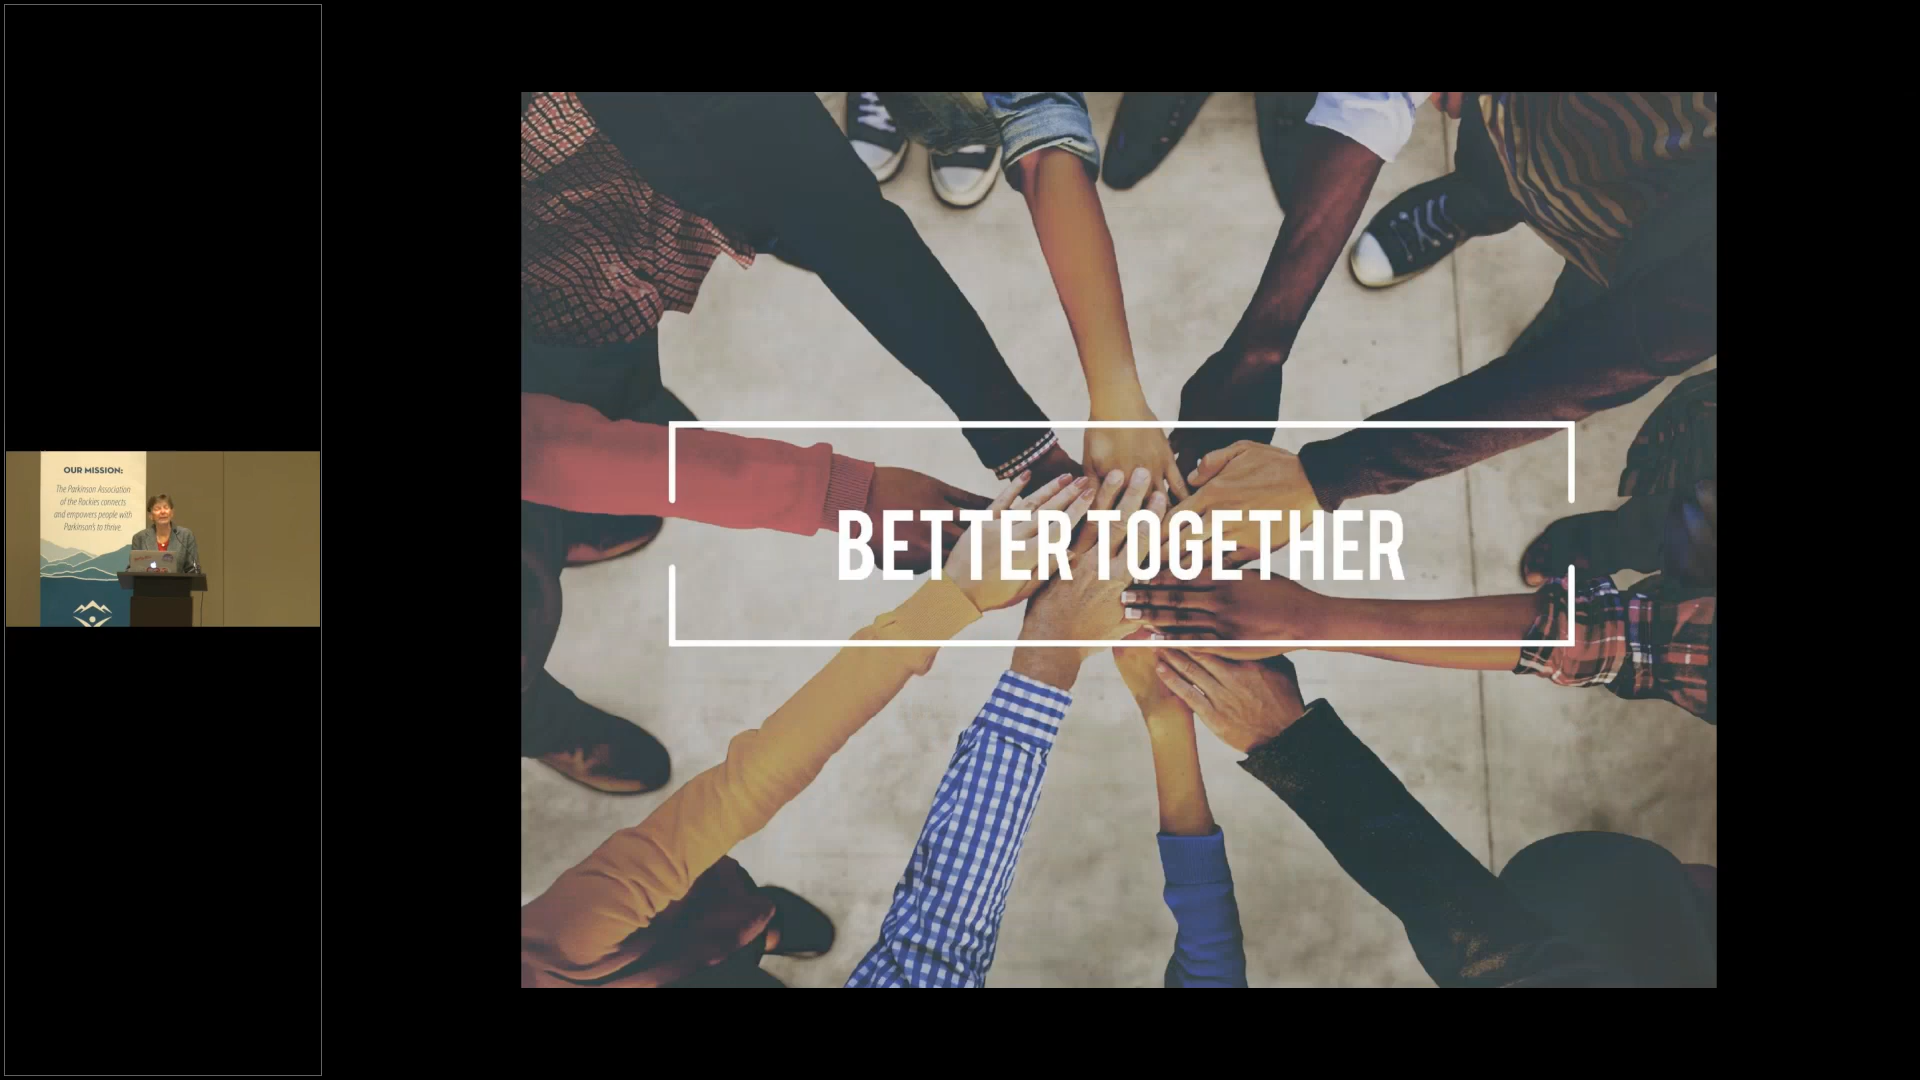 OUR MISSION:
The Parkinson Association
of the Rockies connects
and empowers people with
Parkinson's to thrive.
BETTER TOGETHER